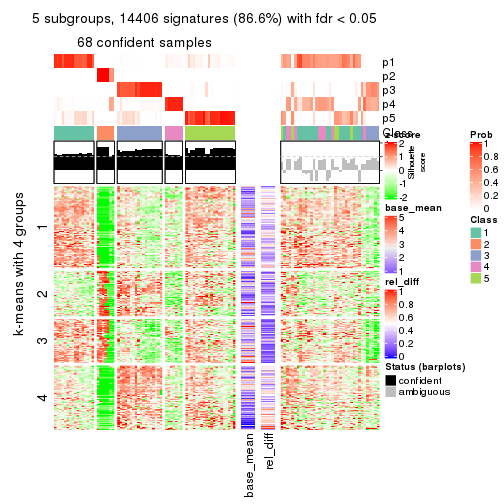 5 subgroups, 14406 signatures (86.6%) with fdr < 0.05
68 confident samples
p1
p2
p3
p4
p5
Class
z-score
2
1
0
-1
-2
Silhouette
score
base_mean
5
4
3
2
1
rel_diff
1
0.8
0.6
0.4
0.2
0
Status (barplots)
confident
ambiguous
Prob
1
0.8
0.6
0.4
0.2
0
Class
1
2
3
4
5
k-means with 4 groups
1
2
3
4
base_mean
rel_diff